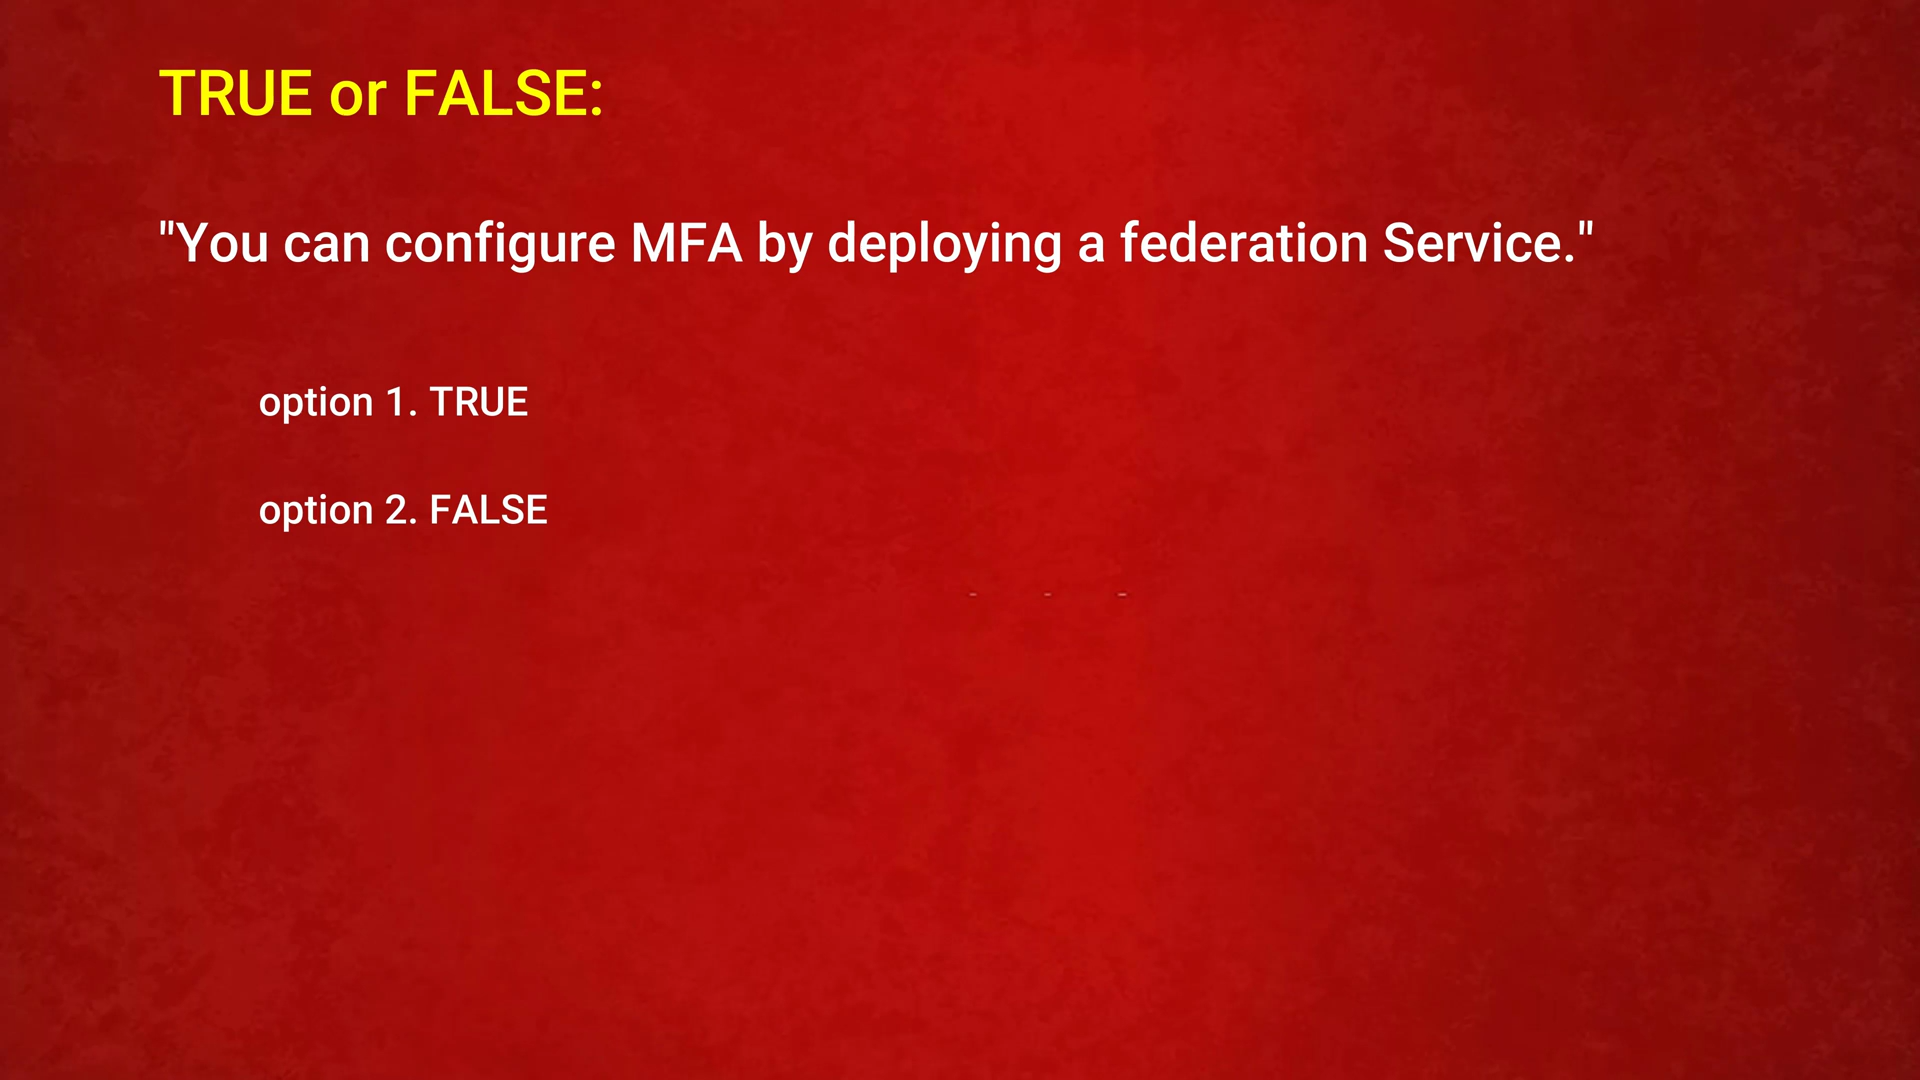 TRUE or FALSE:
"You can configure MFA by deploying a federation Service."
option 1. TRUE
option 2. FALSE